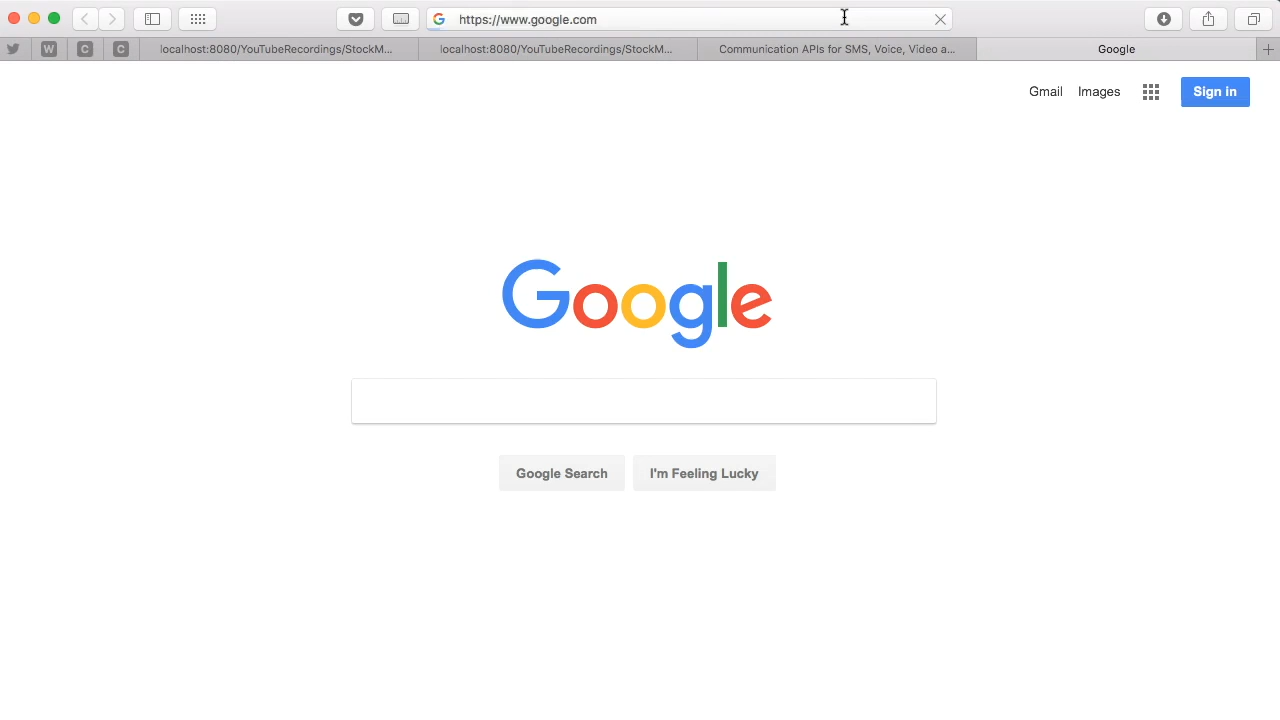 https://www.google.com
W C C localhost:8080/YouTubeRecordings/StockM... localhost:8080/YouTubeRecordings/StockM... Communication APIs for SMS, Voice, Video a... Google
Gmail Images Sign in
Google
Google Search I'm Feeling Lucky